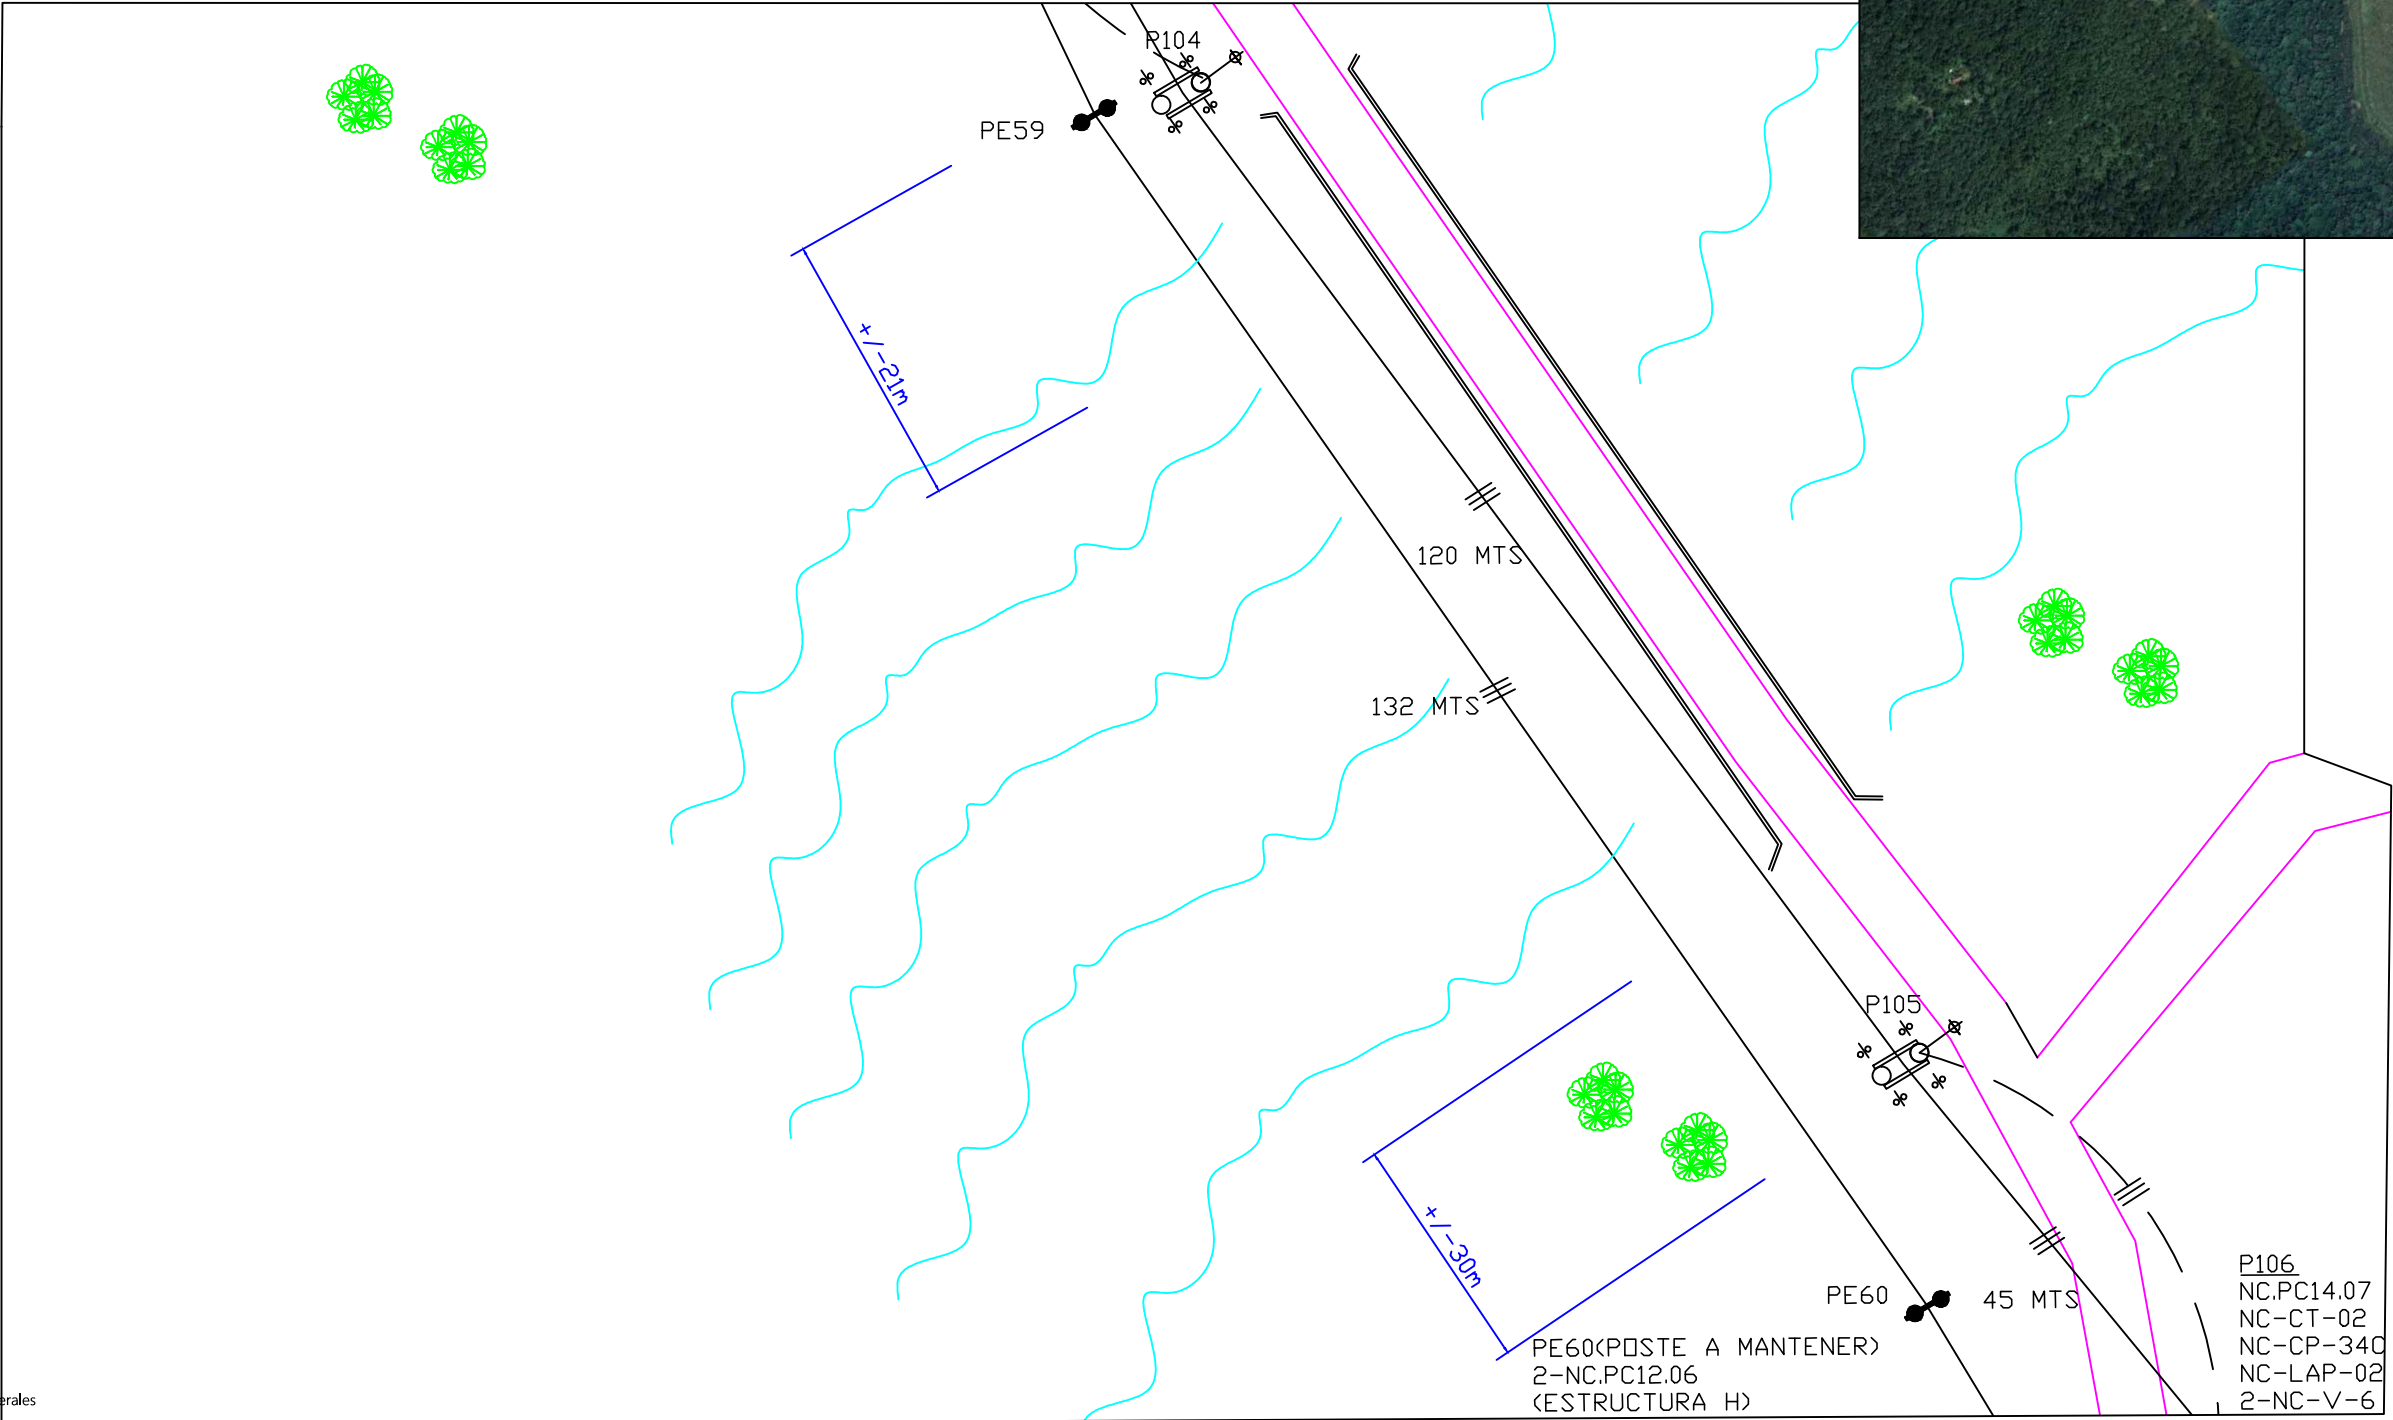 P104
PE59
+/-21m
120 MTS
132 MTS
P105
+/-30m
PE60
45 MTS
P106
NC.PC14.07
NC-CT-02
NC-CP-34C
NC-LAP-02
2-NC-V-6
PE60(POSTE A MANTENER)
2-NC.PC12.06
(ESTRUCTURA H)
erales